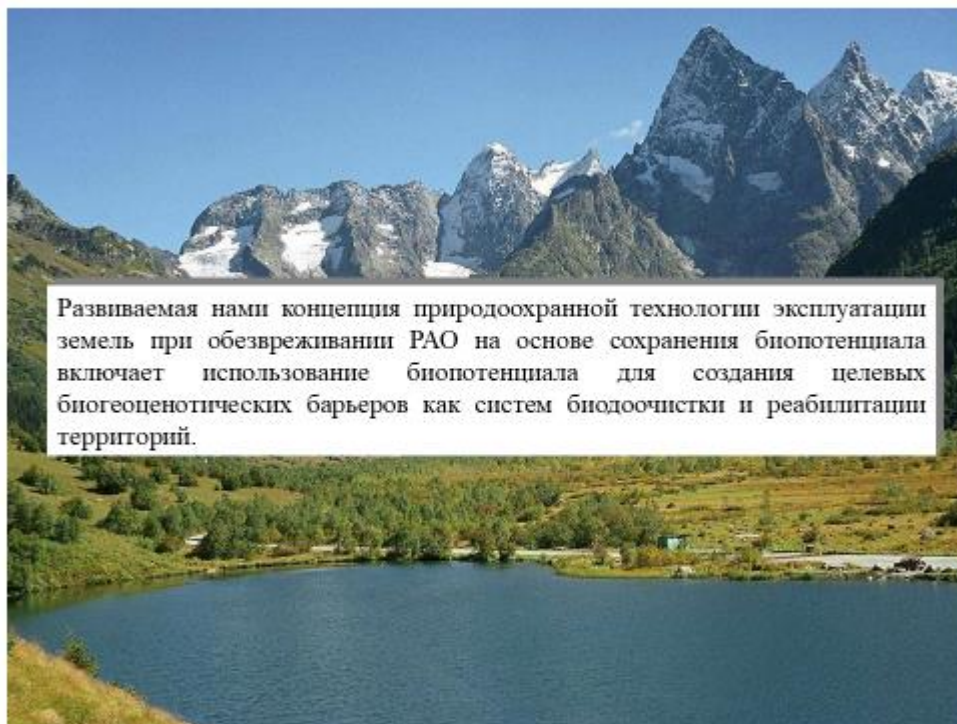 Развиваемая нами концепция природоохранной технологии эксплуатации
земель при обезвреживании РАО на основе сохранения биопотенциала
включает использование биопотенциала для создания целевых
биогеоценотических барьеров как систем биодоочистки и реабилитации
территорий.